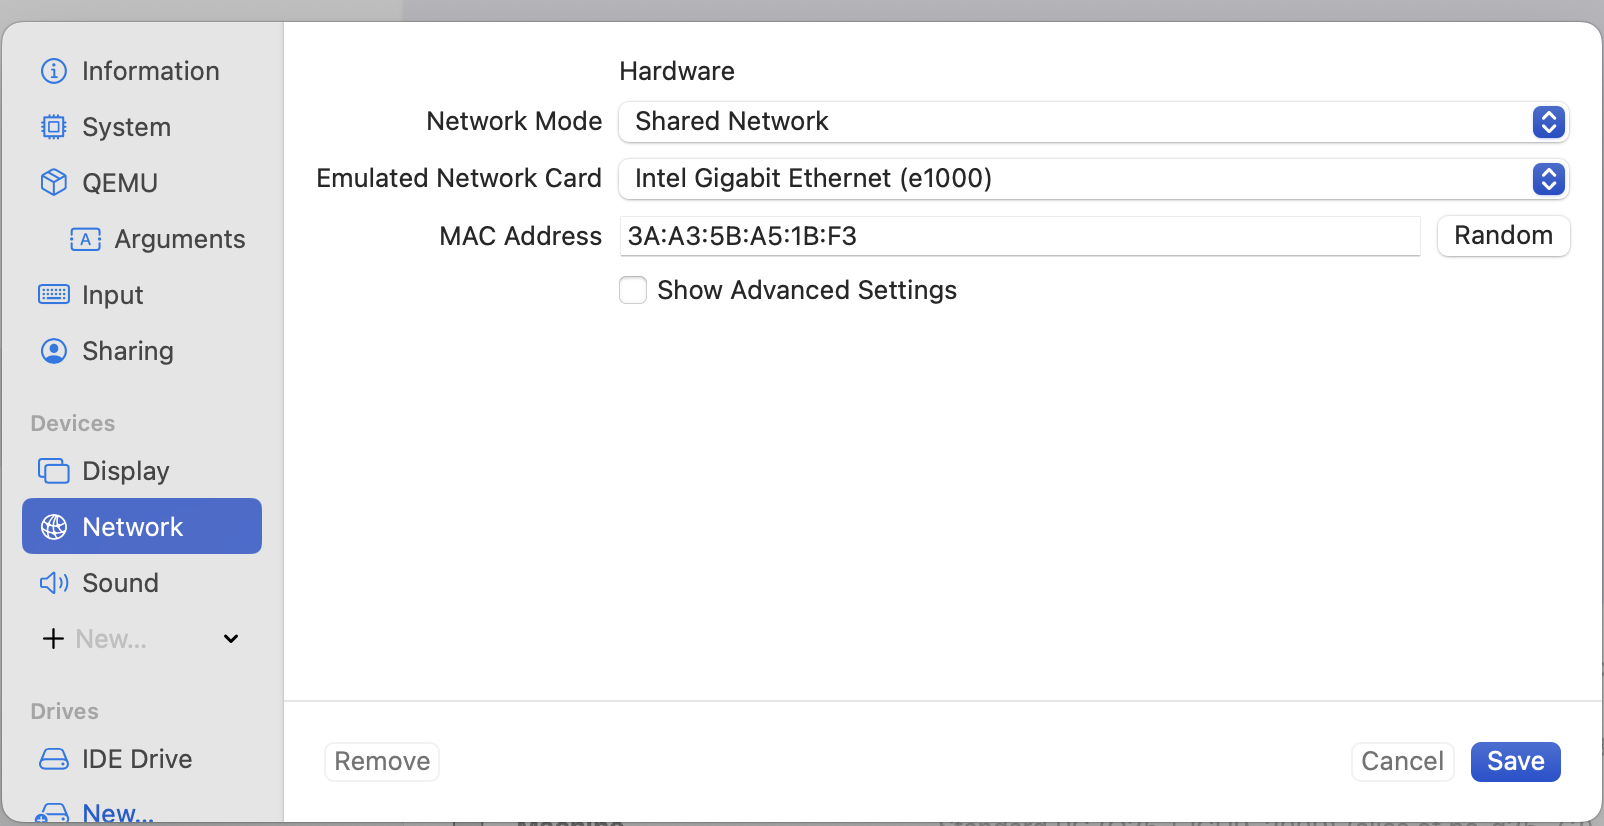 Information
System
QEMU
Arguments
Input
Sharing
Devices
Display
Network
Sound
New...
Drives
IDE Drive
New...
Hardware
Network Mode Shared Network
Emulated Network Card Intel Gigabit Ethernet (e1000)
MAC Address 3A:A3:5B:A5:1B:F3 Random
Show Advanced Settings
Remove Cancel Save